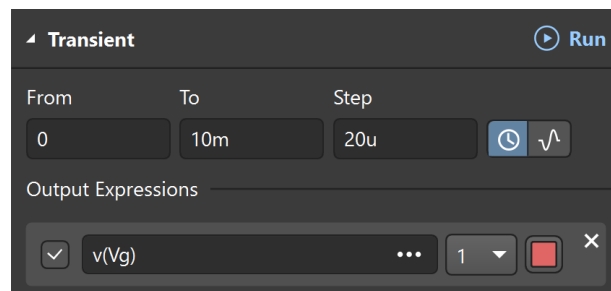 Transient Run
From To Step
0 10m 20u
Output Expressions
v(Vg) ••• 1